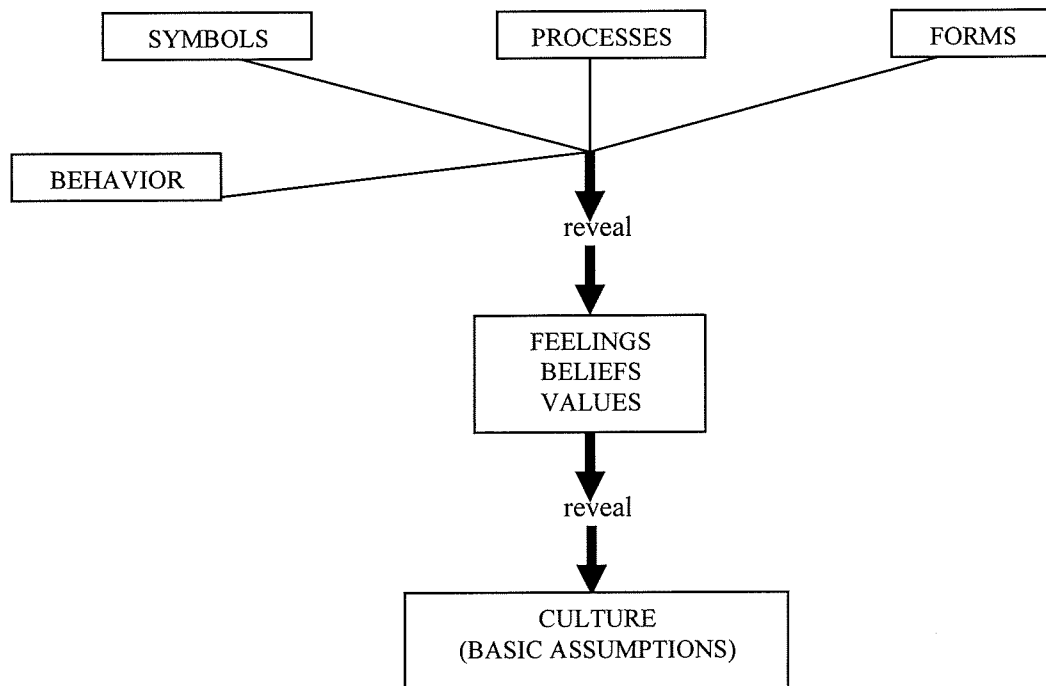 SYMBOLS
PROCESSES
FORMS
BEHAVIOR
reveal
FEELINGS
BELIEFS
VALUES
reveal
CULTURE
(BASIC ASSUMPTIONS)